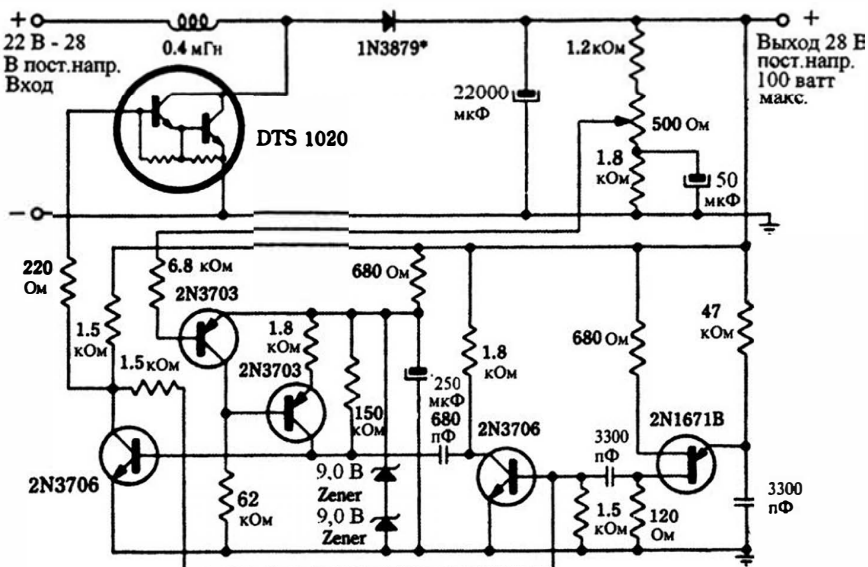 +
22 В - 28
В пост.напр.
Вход
0.4 мГн
1N3879*
1.2 кОм
+
Выход 28 В
пост.напр.
100 ватт
макс.
22000
мкФ
DTS 1020
500 Ом
1.8
кОм
50
мкФ
−
220
Ом
6.8 кОм
2N3703
680 Ом
1.5
кОм
1.5 кОм
1.8
кОм
2N3703
1.8
кОм
680 Ом
47
кОм
250
мкФ
150
кОм
680
пФ
2N3706
3300
пФ
2N1671B
2N3706
62
кОм
9,0 В
Zener
9,0 В
Zener
1.5
кОм
120
Ом
3300
пФ